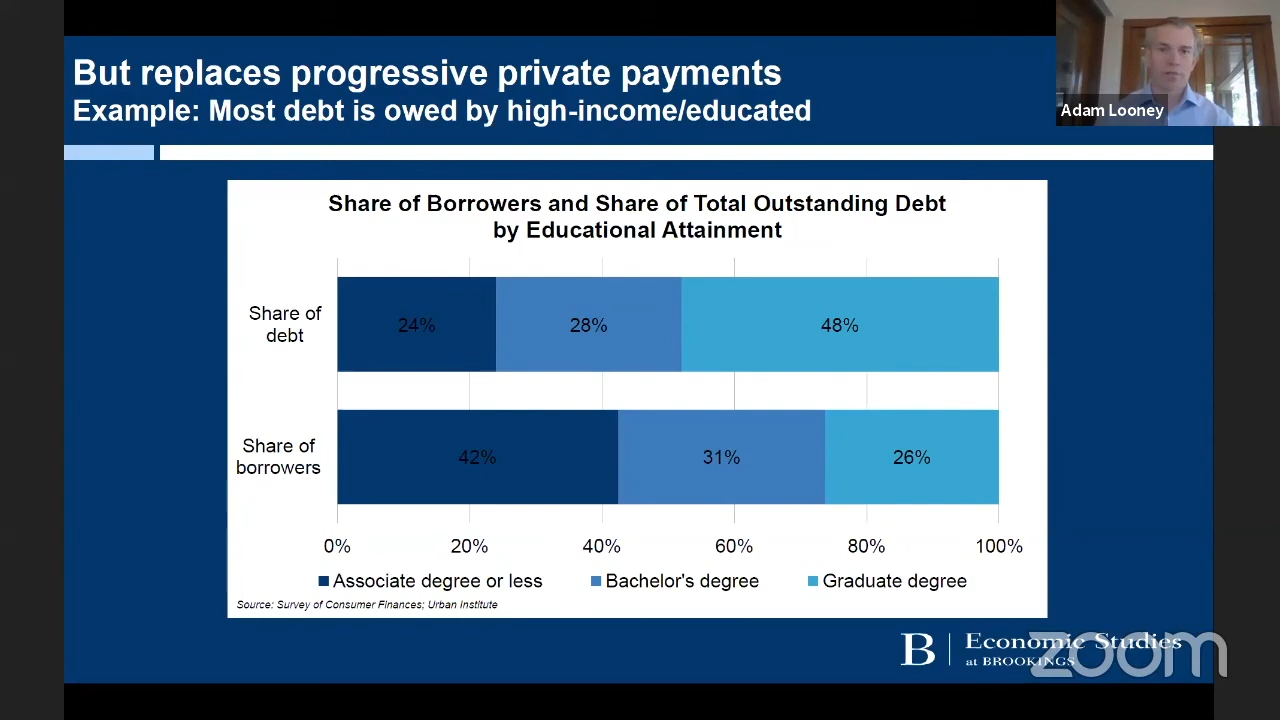 But replaces progressive private payments
Example: Most debt is owed by high-income/educated
Adam Looney
Share of Borrowers and Share of Total Outstanding Debt
by Educational Attainment
Share of
debt
24% 28% 48%
Share of
borrowers
42% 31% 26%
0% 20% 40% 60% 80% 100%
Associate degree or less Bachelor's degree Graduate degree
Source: Survey of Consumer Finances; Urban Institute
B Economic Studies
at BROOKINGS
zoom